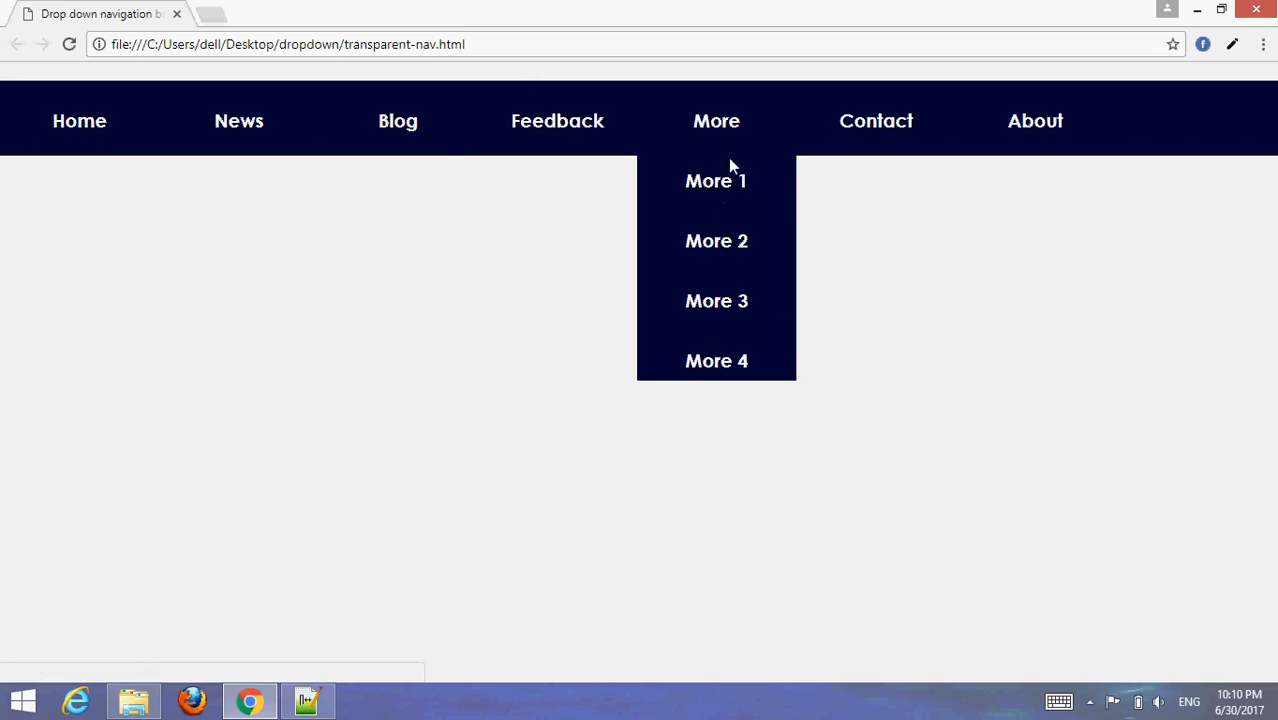 Drop down navigation b
file:///C:/Users/dell/Desktop/dropdown/transparent-nav.html
Home News Blog Feedback More Contact About
More 1
More 2
More 3
More 4
ENG
10:10 PM
6/30/2017